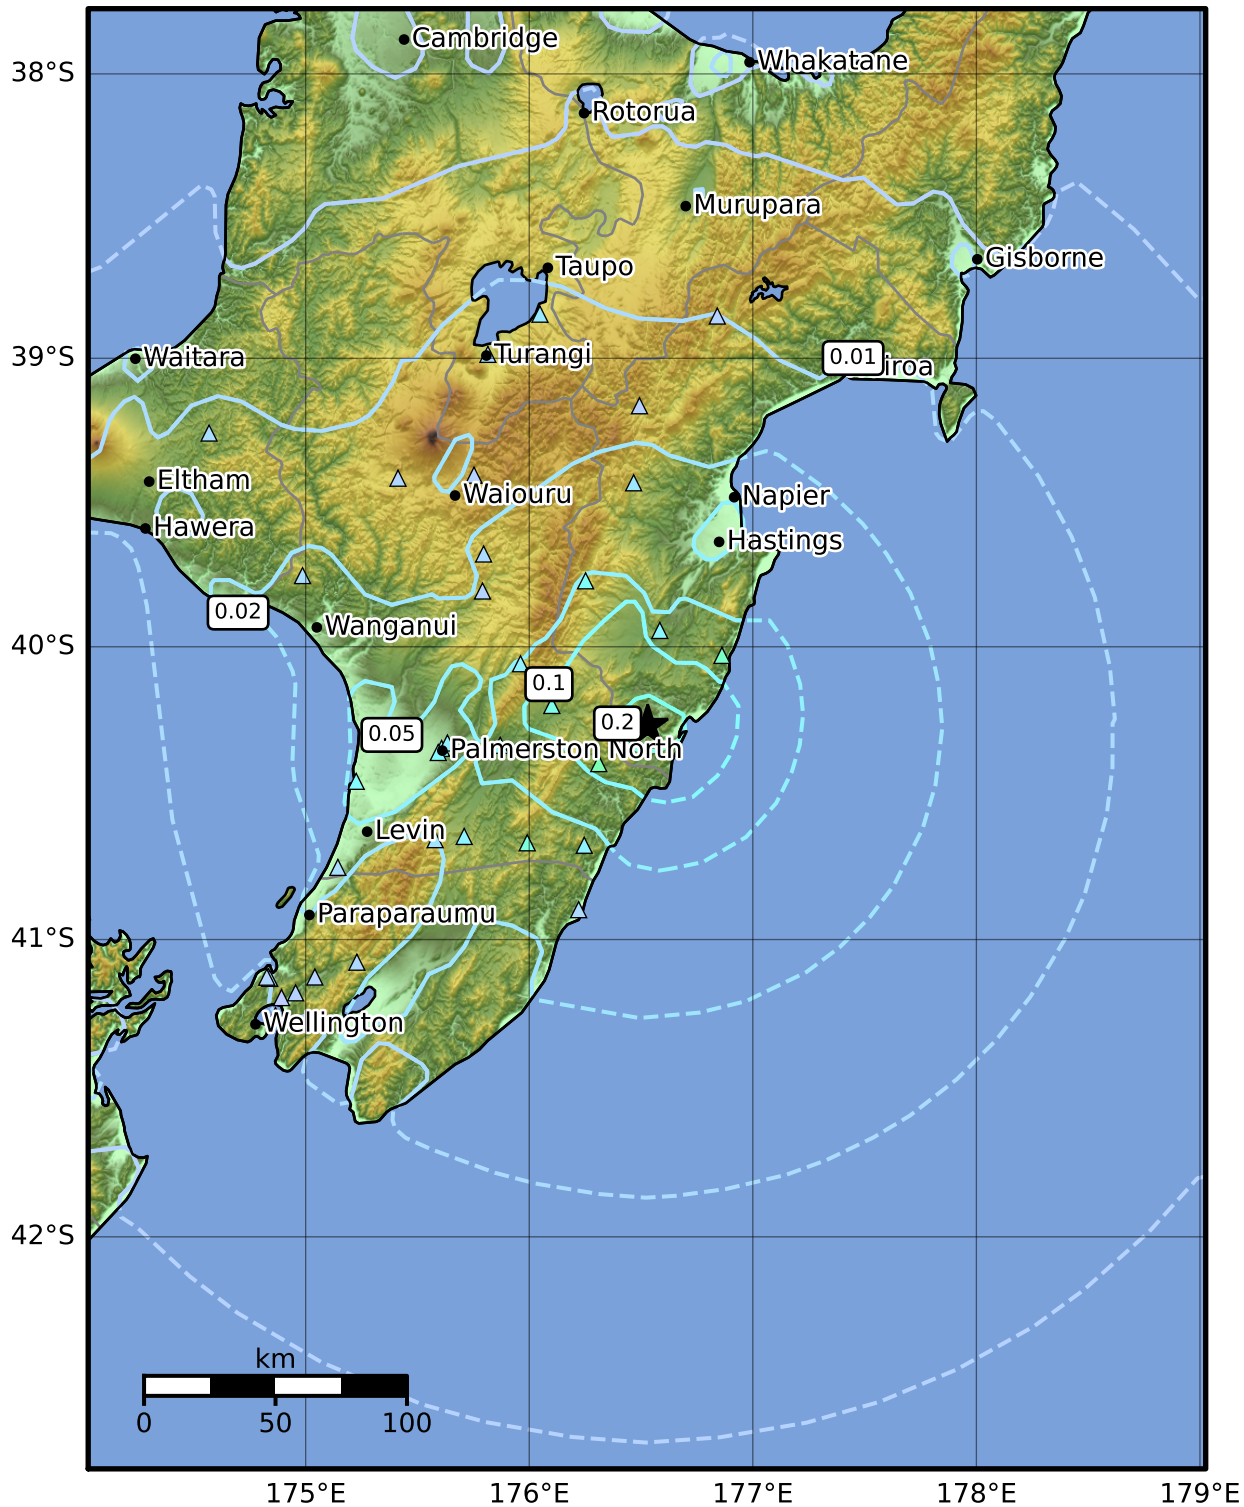 Cambridge
Whakatane
38°S
Rotorua
Murupara
Gisborne
Taupo
Waitara
Turangi
39°S
0.01
iroa
Eltham
Waiouru
Napier
Hawera
Hastings
0.02
Wanganui
40°S
0.1
0.2
0.05
Palmerston North
Levin
Paraparaumu
41°S
Wellington
42°S
km
0 50 100
175°E 176°E 177°E 178°E 179°E